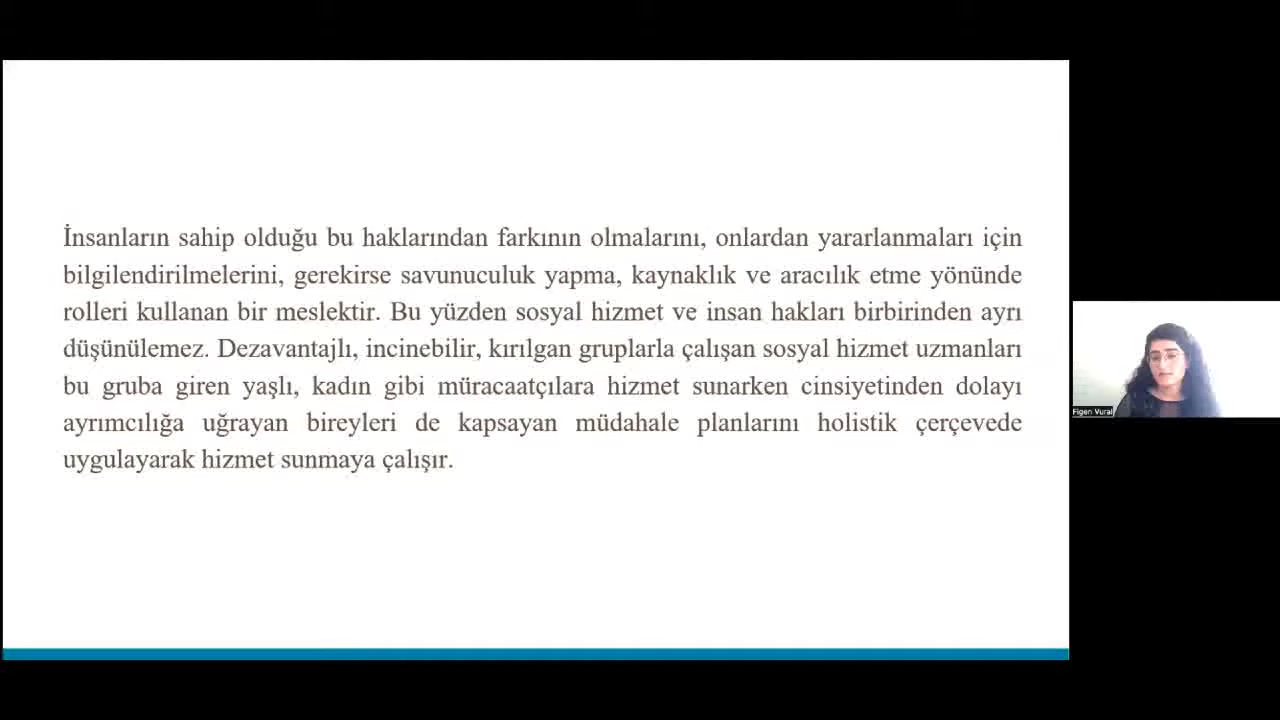 İnsanların sahip olduğu bu haklarından farkının olmalarını, onlardan yararlanmaları için
bilgilendirilmelerini, gerekirse savunuculuk yapma, kaynaklık ve aracılık etme yönünde
rolleri kullanan bir meslektir. Bu yüzden sosyal hizmet ve insan hakları birbirinden ayrı
düşünülemez. Dezavantajlı, incinebilir, kırılgan gruplarla çalışan sosyal hizmet uzmanları
bu gruba giren yaşlı, kadın gibi müracaatçılara hizmet sunarken cinsiyetinden dolayı
ayrımcılığa uğrayan bireyleri de kapsayan müdahale planlarını holistik çerçevede
uygulayarak hizmet sunmaya çalışır.
Figen Vural